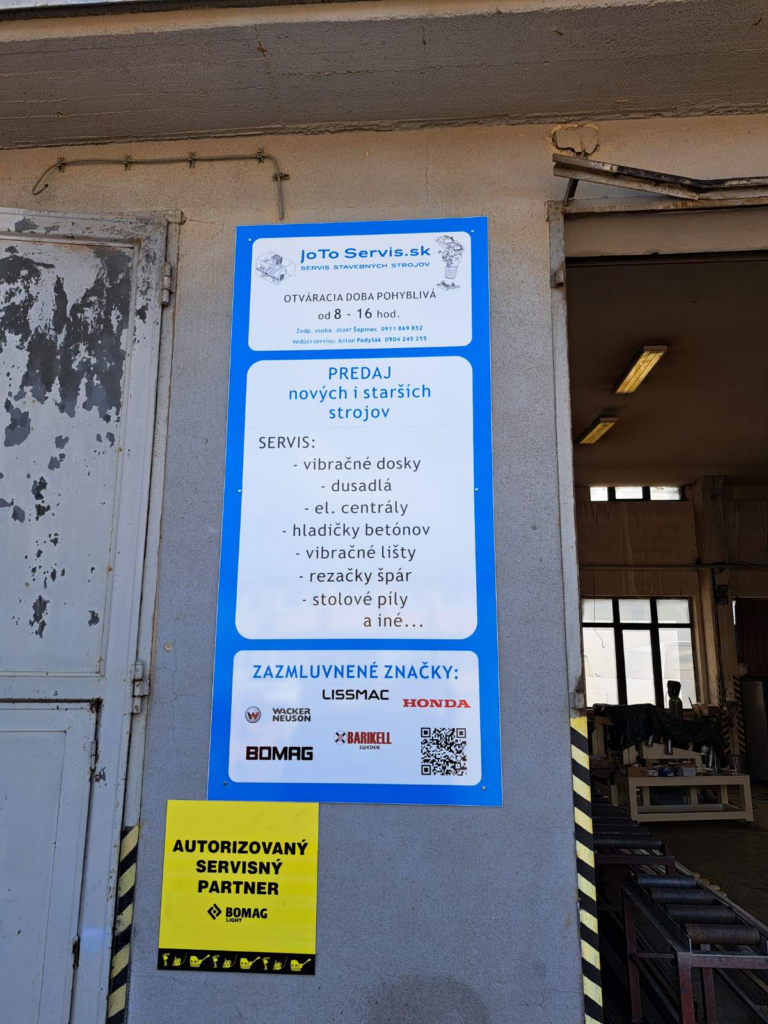 JoTo Servis.sk
SERVIS STAVEBNÝCH STROJOV
OTVÁRACIA DOBA POHYBLIVÁ
od 8 - 16 hod.
Zodp. osoba: Jozef Šopinec 0911 869 852
Vedúci servisu: Anton Padyšák 0904 245 255
PREDAJ
nových i starších
strojov
SERVIS:
- vibračné dosky
- dusadlá
- el. centrály
- hladičky betónov
- vibračné lišty
- rezačky špár
- stolové píly
a iné...
ZAZMLUVNENÉ ZNAČKY:
LISSMAC
HONDA
WACKER
NEUSON
BARIKELL
SWEDEN
BOMAG
AUTORIZOVANÝ
SERVISNÝ
PARTNER
BOMAG
LIGHT